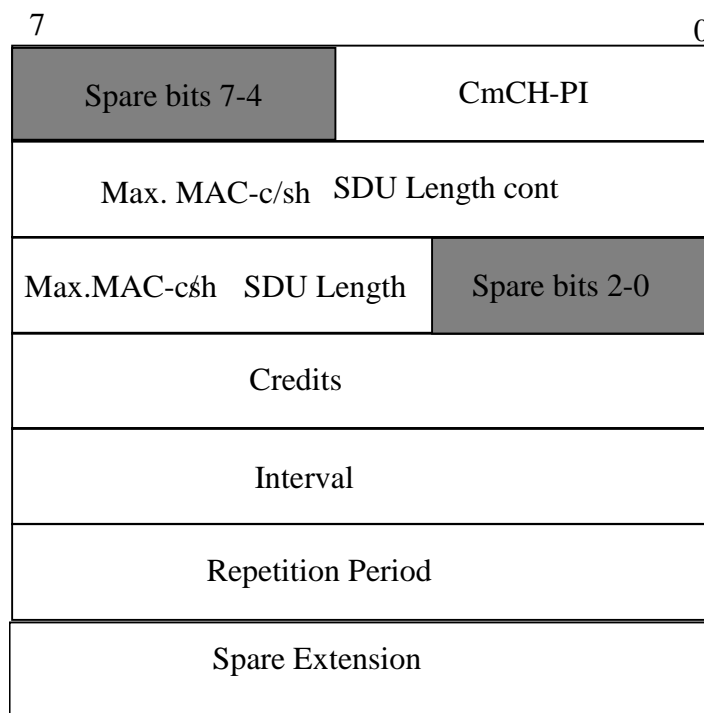 7 0
Spare bits 7-4 CmCH-PI
Max. MAC-c/sh SDU Length cont
Max.MAC-c/sh SDU Length Spare bits 2-0
Credits
Interval
Repetition Period
Spare Extension